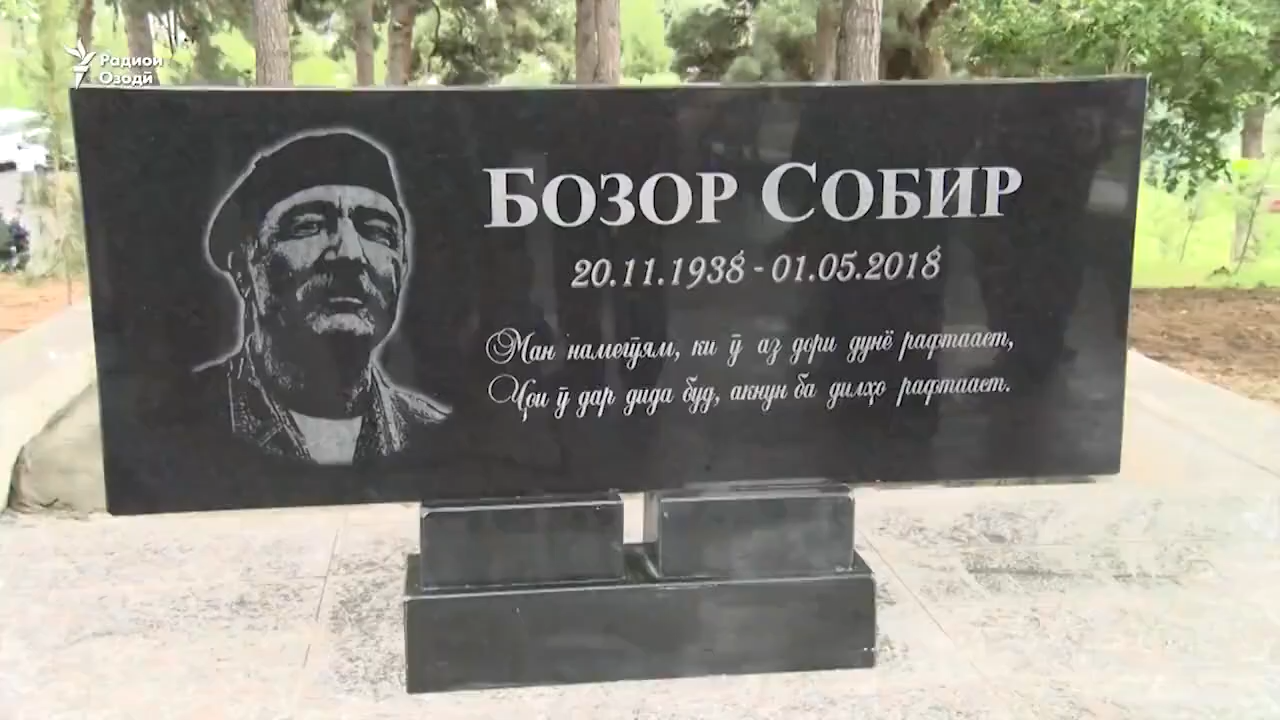 Радиои
Озодӣ
БОЗОР СОБИР
20.11.1938 - 01.05.2018
Ман намегӯям, ки ӯ аз дори дунё рафтааст,
Ҷои ӯ дар дида буд, акнун ба дилҳо рафтааст.